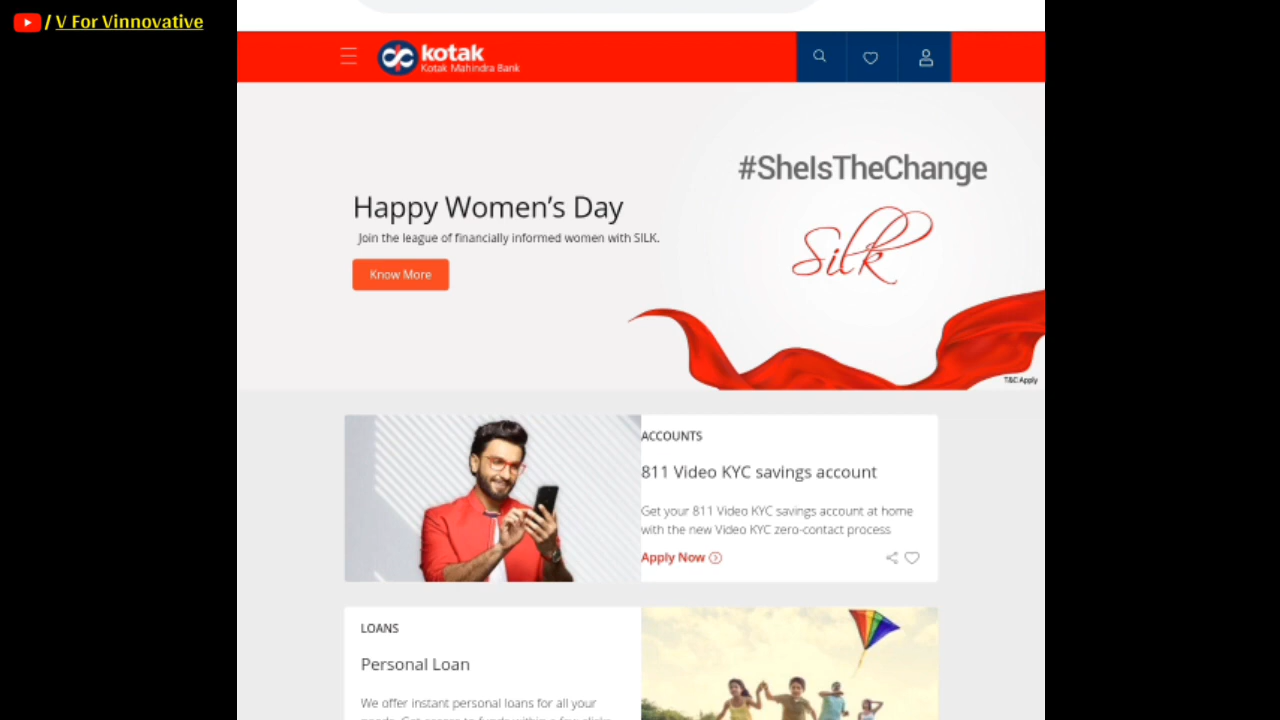 / V For Vinnovative
kotak
Kotak Mahindra Bank
#SheIsTheChange
Silk
Happy Women's Day
Join the league of financially informed women with SILK.
Know More
T&C Apply
ACCOUNTS
811 Video KYC savings account
Get your 811 Video KYC savings account at home
with the new Video KYC zero-contact process
Apply Now
LOANS
Personal Loan
We offer instant personal loans for all your